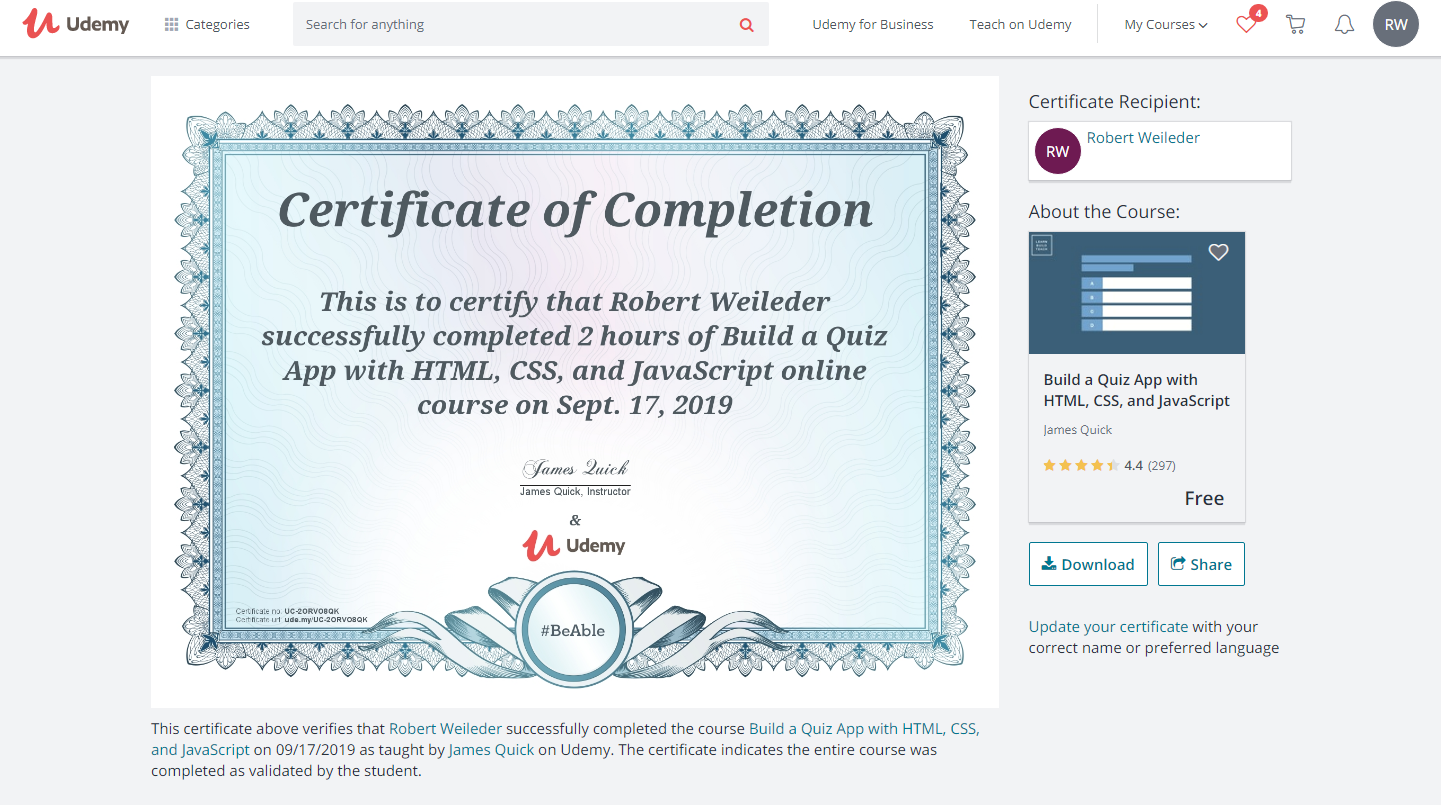 Udemy
Categories
Search for anything
Udemy for Business
Teach on Udemy
My Courses
4
RW
Certificate of Completion
This is to certify that Robert Weileder
successfully completed 2 hours of Build a Quiz
App with HTML, CSS, and JavaScript online
course on Sept. 17, 2019
James Quick
James Quick, Instructor
&
Udemy
#BeAble
Certificate no: UC-2ORVO8QK
Certificate url: ude.my/UC-2ORVO8QK
This certificate above verifies that Robert Weileder successfully completed the course Build a Quiz App with HTML, CSS,
and JavaScript on 09/17/2019 as taught by James Quick on Udemy. The certificate indicates the entire course was
completed as validated by the student.
Certificate Recipient:
RW
Robert Weileder
About the Course:
LEARN
BUILD
TEACH
A
B
C
D
Build a Quiz App with
HTML, CSS, and JavaScript
James Quick
4.4 (297)
Free
Download
Share
Update your certificate with your
correct name or preferred language